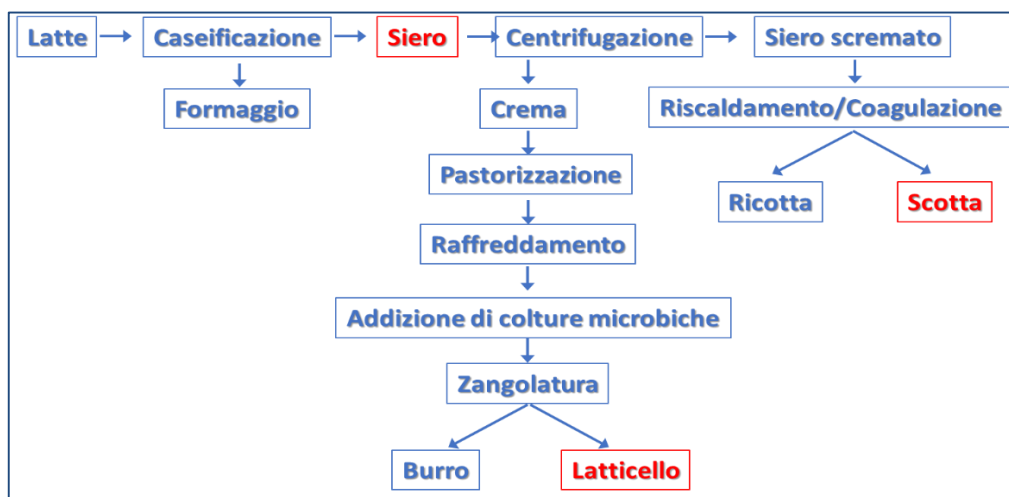 Latte
Caseificazione
Siero
Centrifugazione
Siero scremato
Formaggio
Crema
Riscaldamento/Coagulazione
Pastorizzazione
Ricotta
Scotta
Raffreddamento
Addizione di colture microbiche
Zangolatura
Burro
Latticello